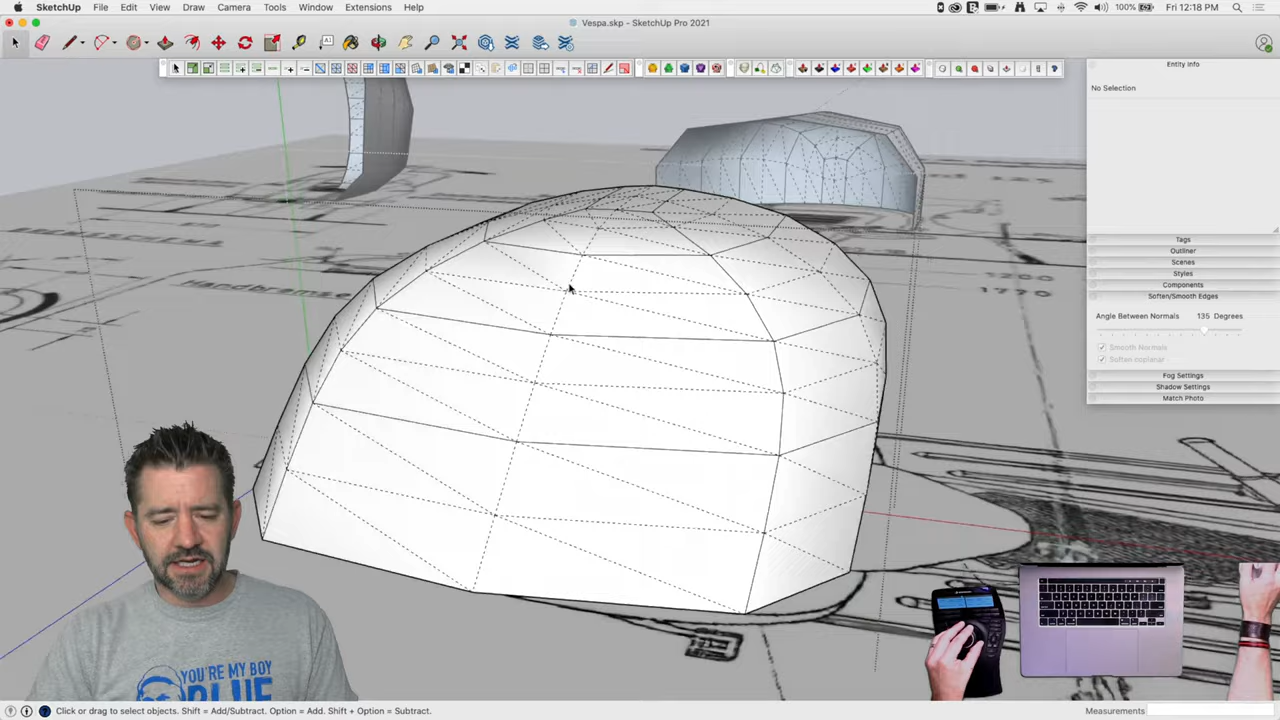 SketchUp File Edit View Draw Camera Tools Window Extensions Help
100% Fri 12:18 PM
Vespa.skp - SketchUp Pro 2021
Entity Info
No Selection
Tags
Outliner
Scenes
Styles
Components
Soften/Smooth Edges
Angle Between Normals 135 Degrees
Smooth Normals
Soften coplanar
Fog Settings
Shadow Settings
Match Photo
YOU'RE MY BOY
BLUE
Click or drag to select objects. Shift = Add/Subtract. Option = Add. Shift + Option = Subtract.
Measurements